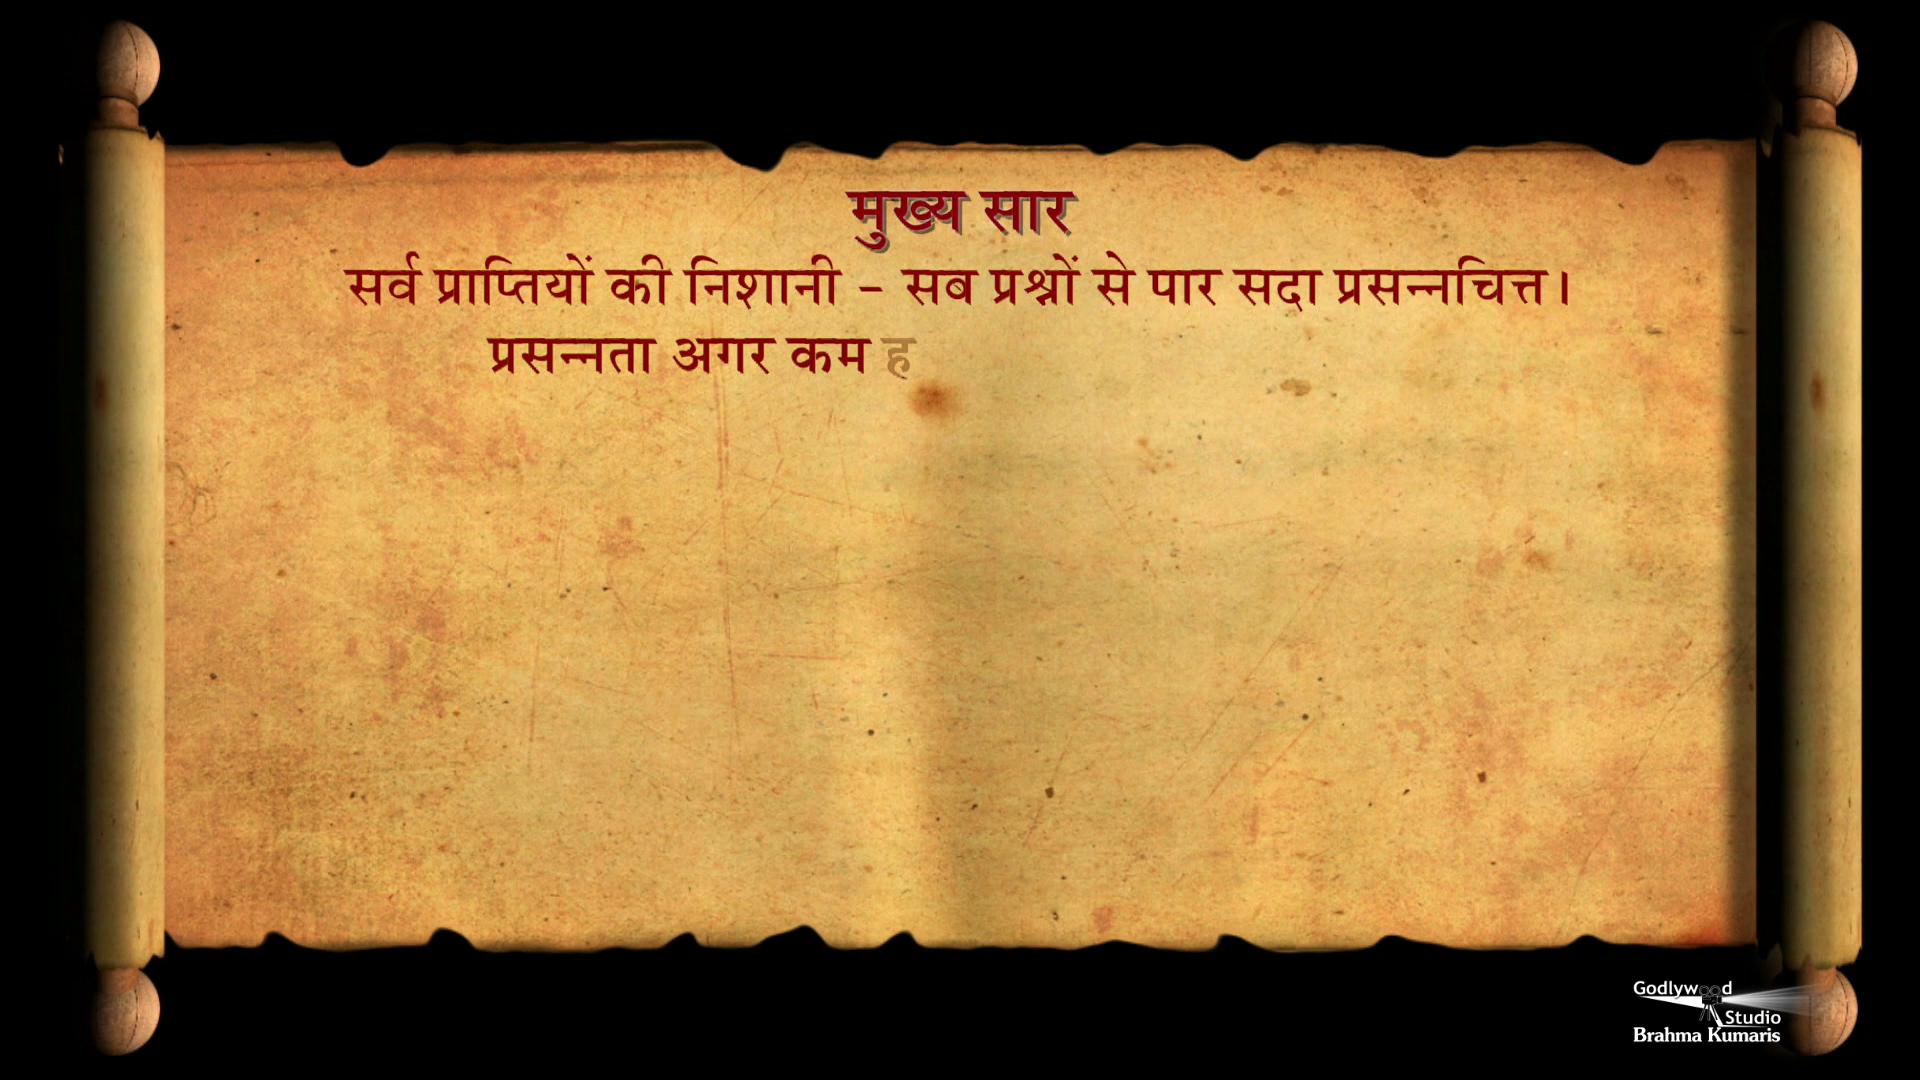 मुख्य सार
सर्व प्राप्तियों की निशानी - सब प्रश्नों से पार सदा प्रसन्नचित्त।
प्रसन्नता अगर कम ह
Godlywood
Studio
Brahma Kumaris